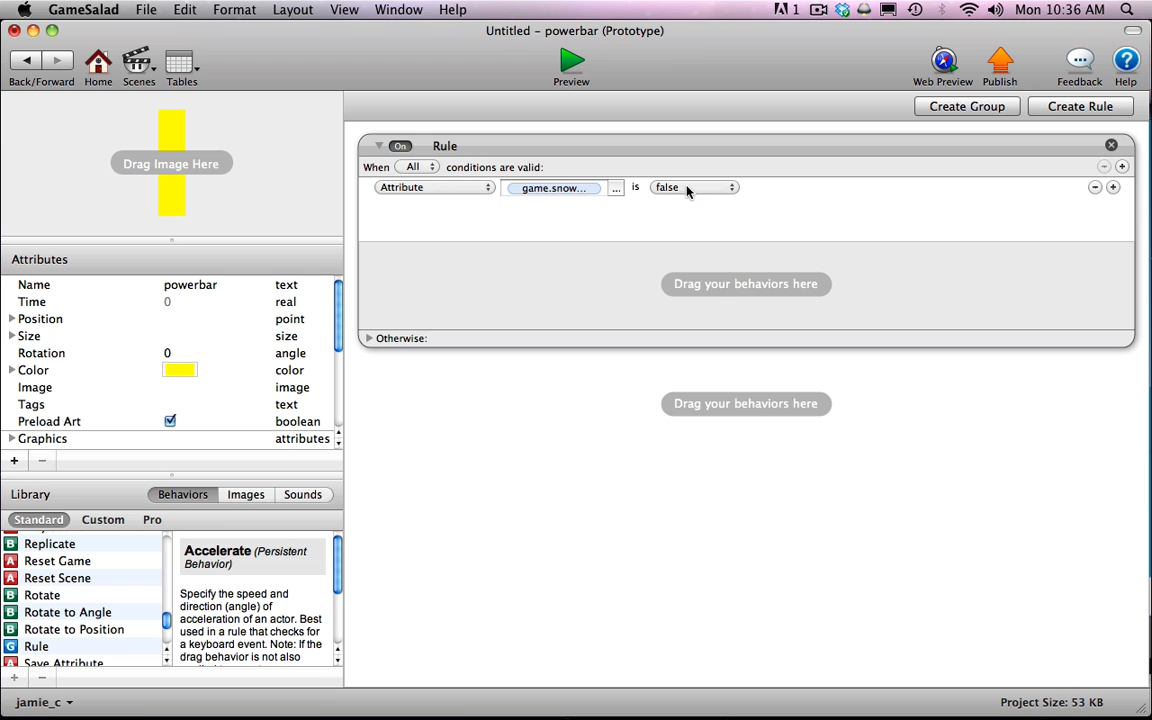 GameSalad File Edit Format Layout View Window Help 1 Mon 10:36 AM
Untitled – powerbar (Prototype)
Back/Forward Home Scenes Tables Preview Web Preview Publish Feedback Help
Create Group Create Rule
Drag Image Here
On Rule
When All conditions are valid:
Attribute game.snow... ... is false
Drag your behaviors here
Otherwise:
Drag your behaviors here
Attributes
Name powerbar text
Time 0 real
Position point
Size size
Rotation 0 angle
Color color
Image image
Tags text
Preload Art boolean
Graphics attributes
Library Behaviors Images Sounds
Standard Custom Pro
B Replicate
A Reset Game
A Reset Scene
B Rotate
B Rotate to Angle
B Rotate to Position
G Rule
A Save Attribute
Accelerate (Persistent
Behavior)
Specify the speed and
direction (angle) of
acceleration of an actor. Best
used in a rule that checks for
a keyboard event. Note: If the
drag behavior is not also
jamie_c
Project Size: 53 KB